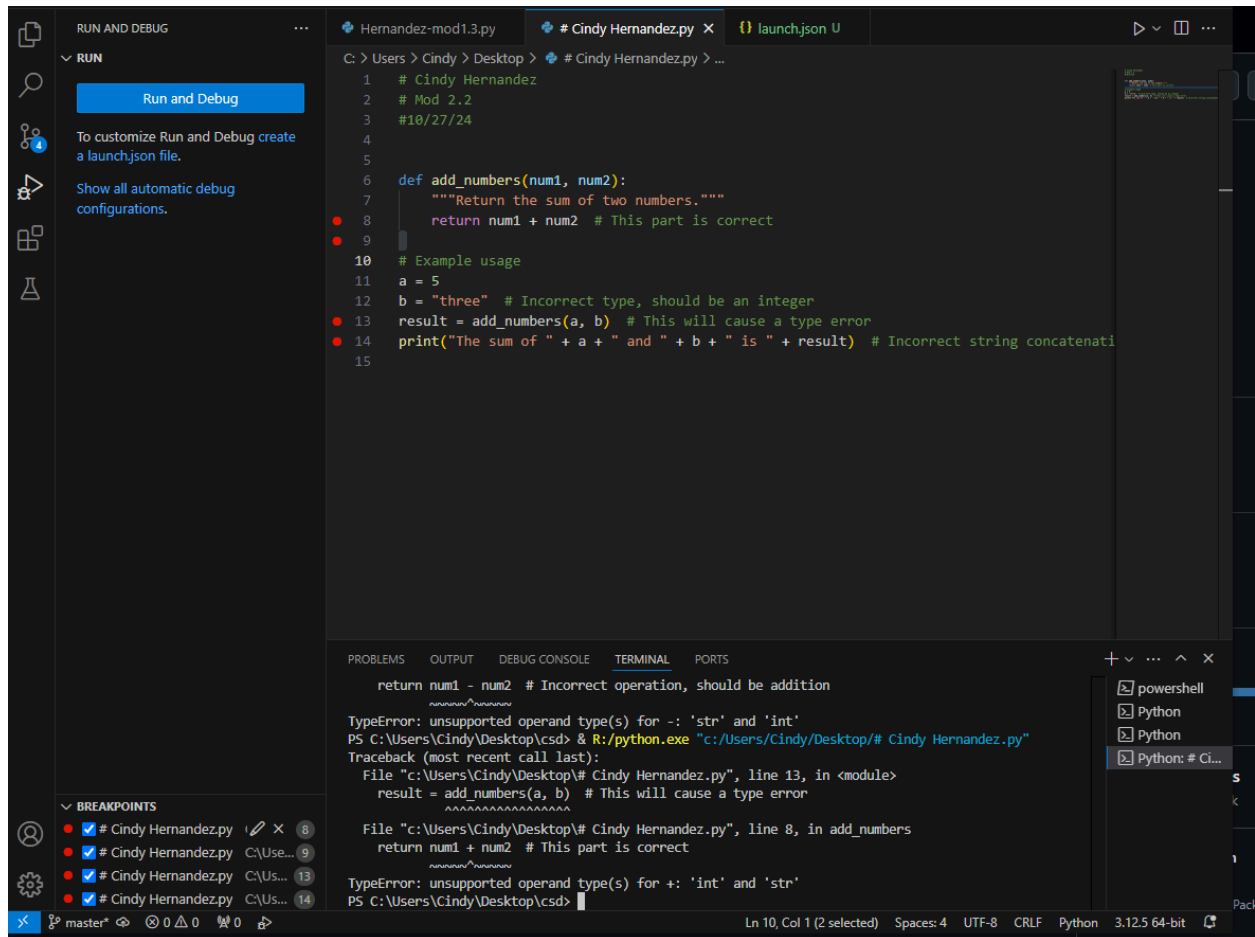 RUN AND DEBUG
RUN
Run and Debug
To customize Run and Debug create
a launch.json file.
Show all automatic debug
configurations.
4
Hernandez-mod1.3.py
# Cindy Hernandez.py
{} launch.json U
C: > Users > Cindy > Desktop > # Cindy Hernandez.py > ...
1 # Cindy Hernandez
2 # Mod 2.2
3 #10/27/24
4
5
6 def add_numbers(num1, num2):
7     """Return the sum of two numbers."""
8     return num1 + num2  # This part is correct
9
10 # Example usage
11 a = 5
12 b = "three"  # Incorrect type, should be an integer
13 result = add_numbers(a, b)  # This will cause a type error
14 print("The sum of " + a + " and " + b + " is " + result)  # Incorrect string concatenati
15
PROBLEMS OUTPUT DEBUG CONSOLE TERMINAL PORTS
return num1 - num2  # Incorrect operation, should be addition
~~~~~^~~~~~
TypeError: unsupported operand type(s) for -: 'str' and 'int'
PS C:\Users\Cindy\Desktop\csd> & R:/python.exe "c:/Users/Cindy/Desktop/# Cindy Hernandez.py"
Traceback (most recent call last):
  File "c:\Users\Cindy\Desktop\# Cindy Hernandez.py", line 13, in <module>
    result = add_numbers(a, b)  # This will cause a type error
             ^^^^^^^^^^^^^^^^^
  File "c:\Users\Cindy\Desktop\# Cindy Hernandez.py", line 8, in add_numbers
    return num1 + num2  # This part is correct
           ~~~~~^~~~~~
TypeError: unsupported operand type(s) for +: 'int' and 'str'
PS C:\Users\Cindy\Desktop\csd>
powershell
Python
Python
Python: # Ci...
BREAKPOINTS
# Cindy Hernandez.py 8
# Cindy Hernandez.py C:\Use... 9
# Cindy Hernandez.py C:\Us... 13
# Cindy Hernandez.py C:\Us... 14
master* 0 0 0 Ln 10, Col 1 (2 selected) Spaces: 4 UTF-8 CRLF Python 3.12.5 64-bit